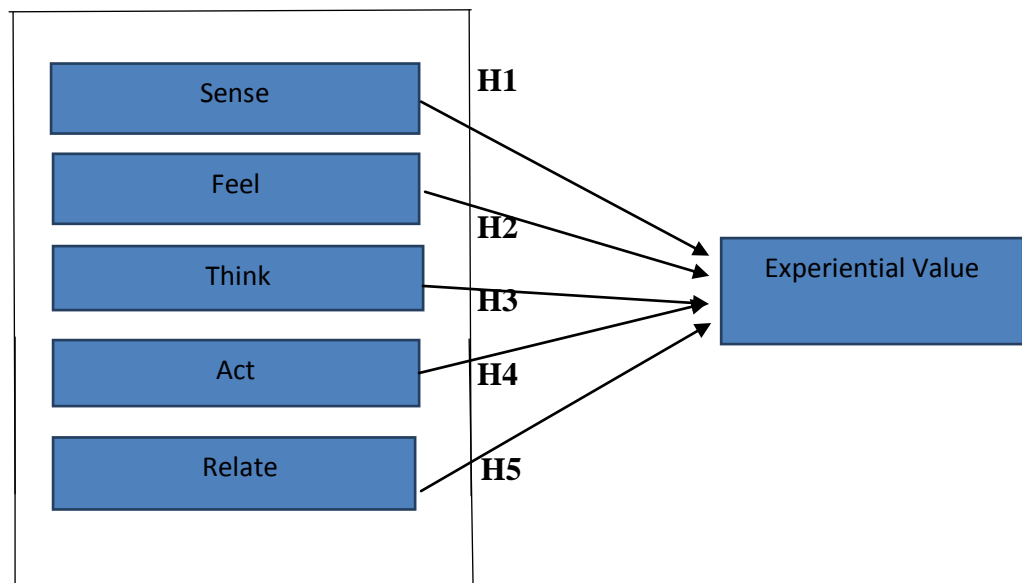 Sense
H1
Feel
H2
Think
H3
Experiential Value
Act
H4
Relate
H5